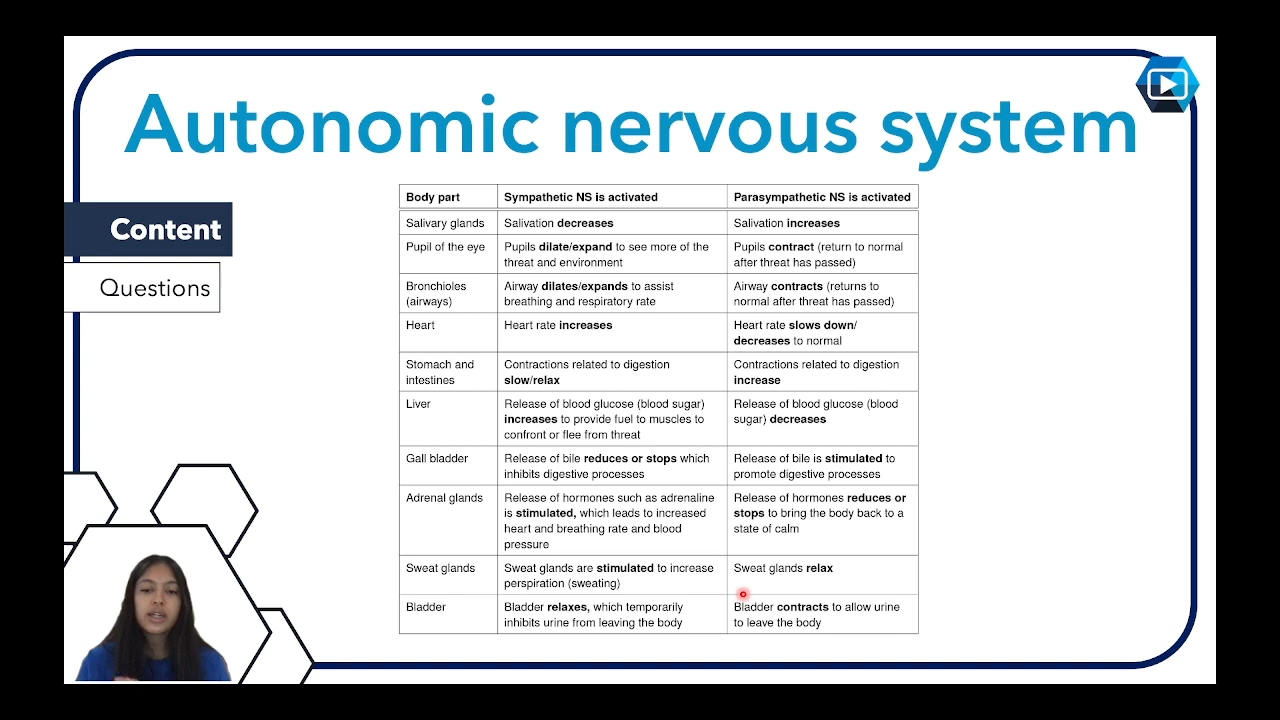 Autonomic nervous system
Content
Questions
Body part Sympathetic NS is activated Parasympathetic NS is activated
Salivary glands Salivation decreases Salivation increases
Pupil of the eye Pupils dilate/expand to see more of the Pupils contract (return to normal
threat and environment after threat has passed)
Bronchioles Airway dilates/expands to assist Airway contracts (returns to
(airways) breathing and respiratory rate normal after threat has passed)
Heart Heart rate increases Heart rate slows down/
decreases to normal
Stomach and Contractions related to digestion Contractions related to digestion
intestines slow/relax increase
Liver Release of blood glucose (blood sugar) Release of blood glucose (blood
increases to provide fuel to muscles to sugar) decreases
confront or flee from threat
Gall bladder Release of bile reduces or stops which Release of bile is stimulated to
inhibits digestive processes promote digestive processes
Adrenal glands Release of hormones such as adrenaline Release of hormones reduces or
is stimulated, which leads to increased stops to bring the body back to a
heart and breathing rate and blood state of calm
pressure
Sweat glands Sweat glands are stimulated to increase Sweat glands relax
perspiration (sweating)
Bladder Bladder relaxes, which temporarily Bladder contracts to allow urine
inhibits urine from leaving the body to leave the body